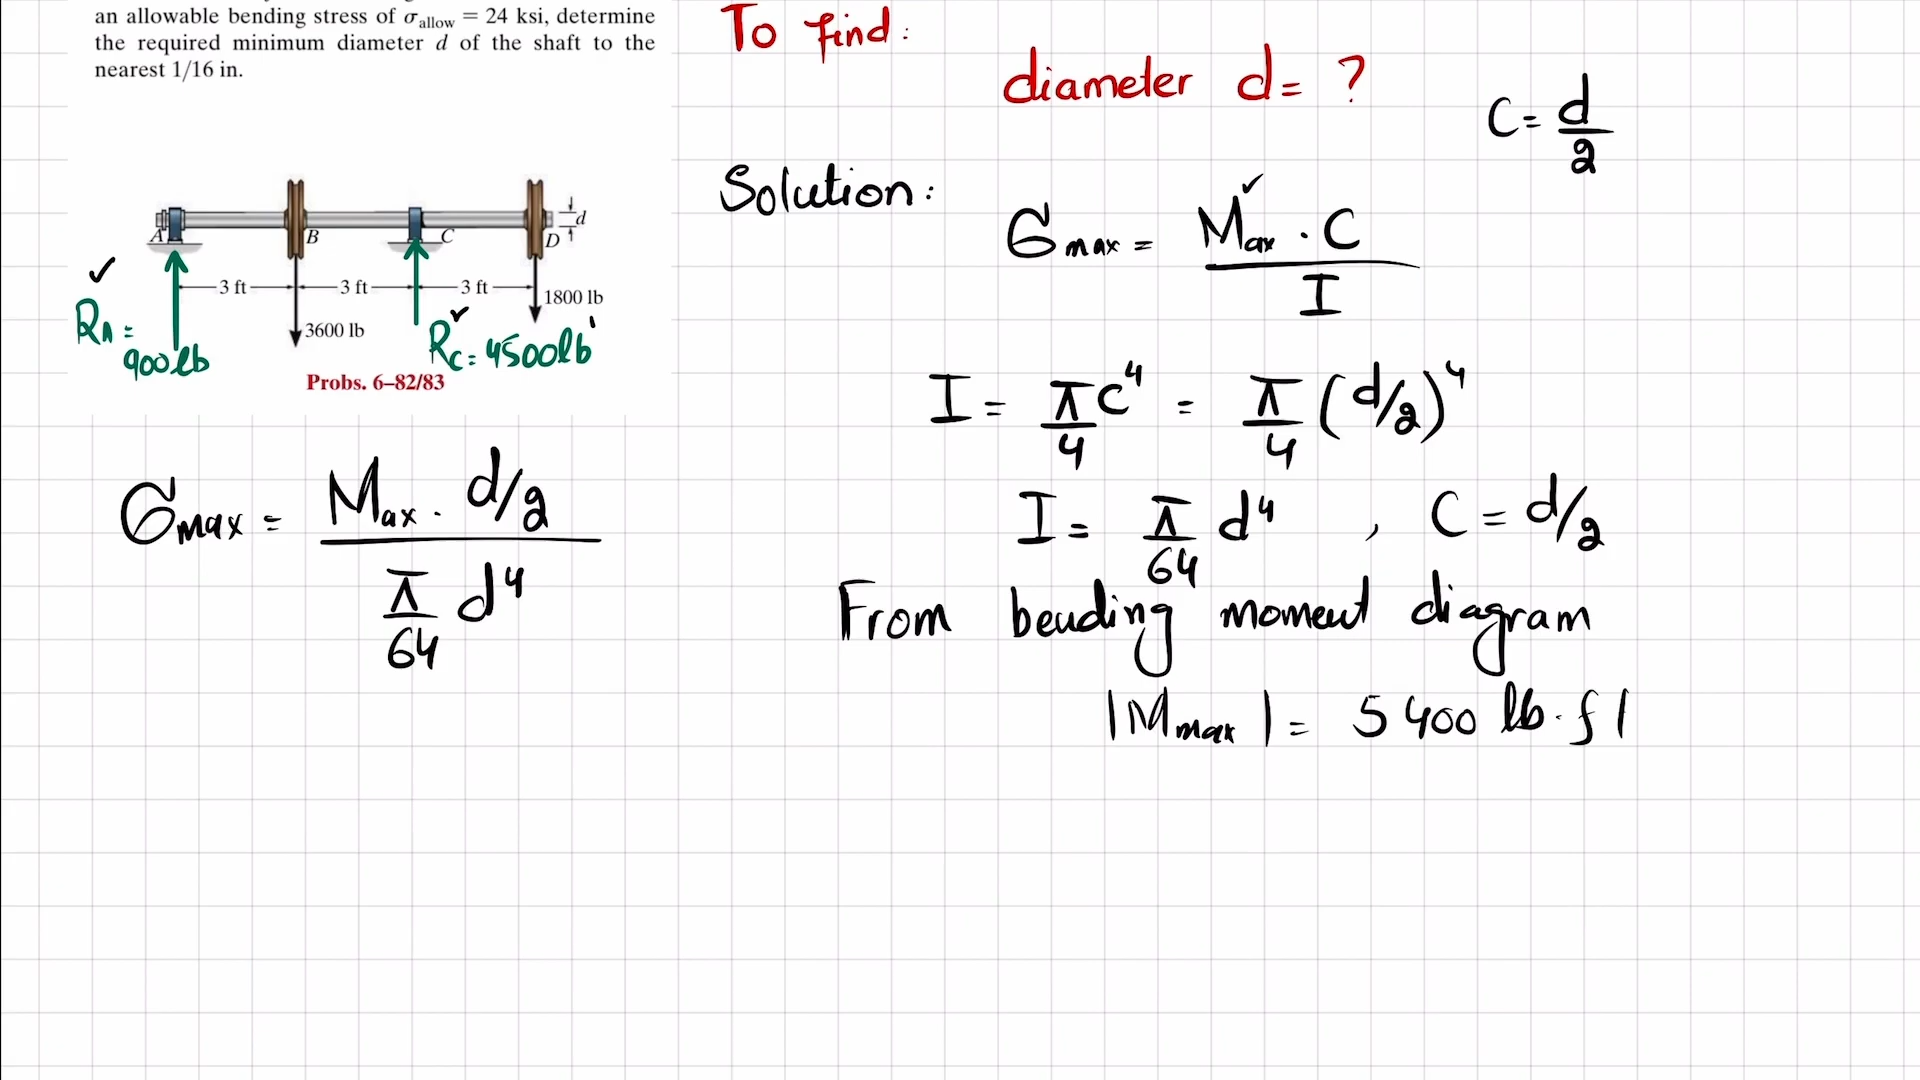 an allowable bending stress of σallow = 24 ksi, determine
the required minimum diameter d of the shaft to the
nearest 1/16 in.
A
B
C
D
d
3 ft
3 ft
3 ft
1800 lb
3600 lb
RA = 900 lb
RC = 4500 lb
Probs. 6–82/83
σmax = Max . d/2 / π/64 d⁴
To find:
diameter d = ?
C = d/2
Solution:
σmax = Max . C / I
I = π/4 C⁴ = π/4 (d/2)⁴
I = π/64 d⁴ , C = d/2
From bending moment diagram
|Mmax| = 5400 lb.ft